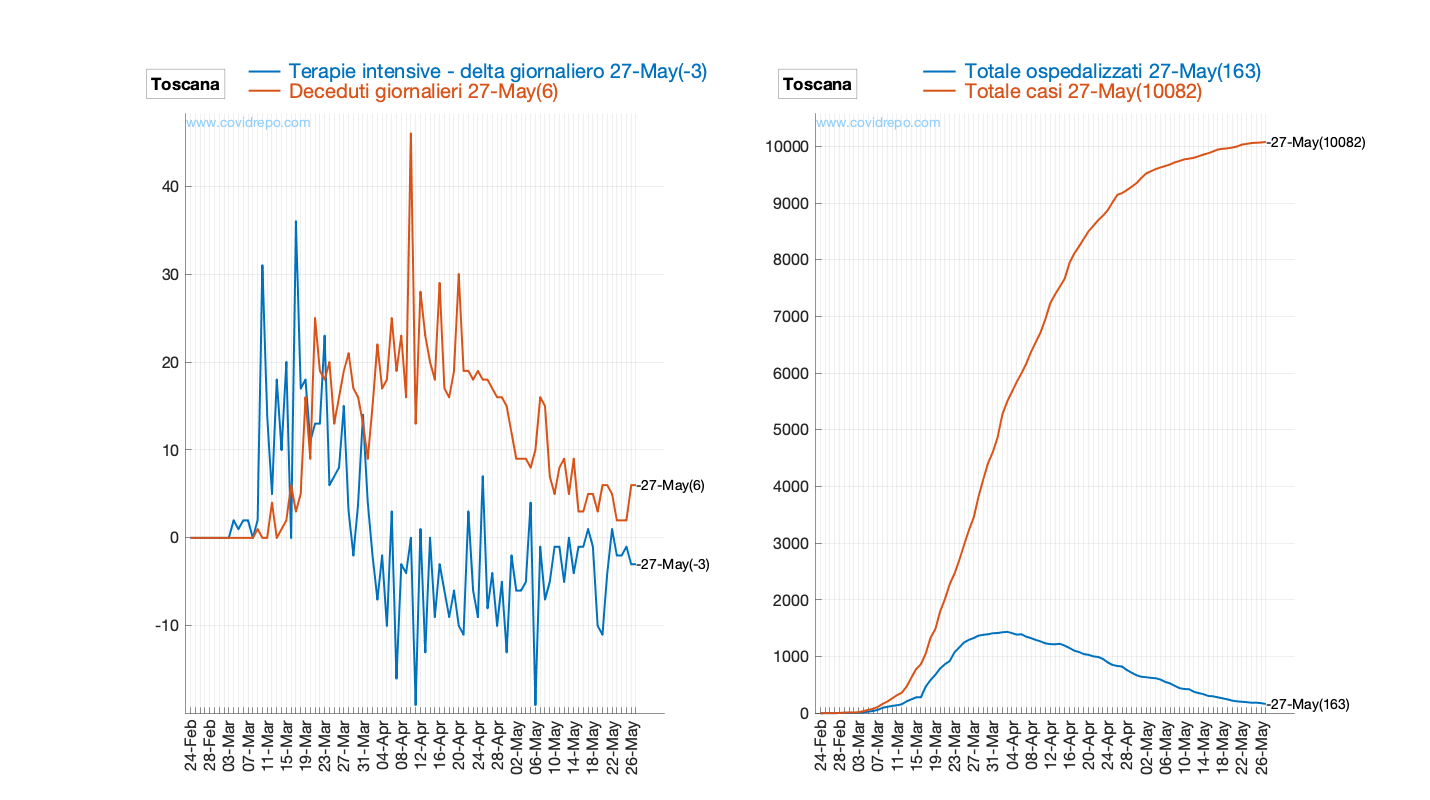 Toscana
Terapie intensive - delta giornaliero 27-May(-3)
Deceduti giornalieri 27-May(6)
www.covidrepo.com
40
30
20
10
0
-10
-27-May(6)
-27-May(-3)
24-Feb
28-Feb
03-Mar
07-Mar
11-Mar
15-Mar
19-Mar
23-Mar
27-Mar
31-Mar
04-Apr
08-Apr
12-Apr
16-Apr
20-Apr
24-Apr
28-Apr
02-May
06-May
10-May
14-May
18-May
22-May
26-May
Toscana
Totale ospedalizzati 27-May(163)
Totale casi 27-May(10082)
www.covidrepo.com
10000
9000
8000
7000
6000
5000
4000
3000
2000
1000
0
-27-May(10082)
-27-May(163)
24-Feb
28-Feb
03-Mar
07-Mar
11-Mar
15-Mar
19-Mar
23-Mar
27-Mar
31-Mar
04-Apr
08-Apr
12-Apr
16-Apr
20-Apr
24-Apr
28-Apr
02-May
06-May
10-May
14-May
18-May
22-May
26-May